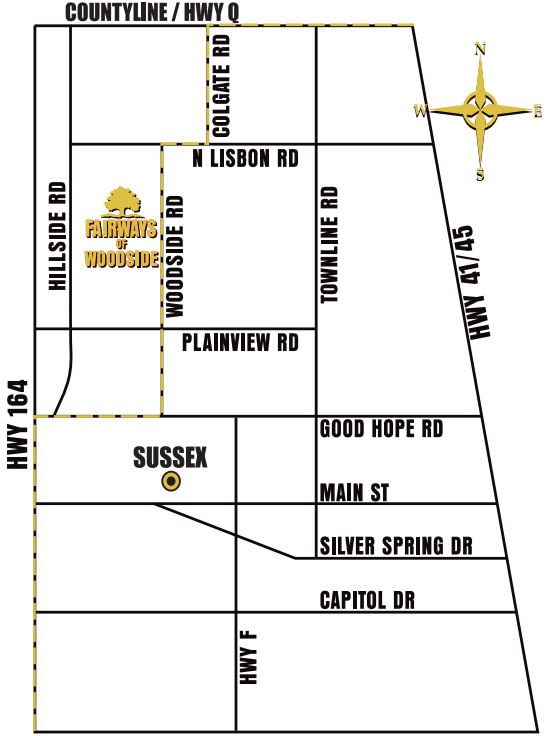 COUNTYLINE / HWY Q
COLGATE RD
N
W
E
S
N LISBON RD
HILLSIDE RD
FAIRWAYS
OF
WOODSIDE
WOODSIDE RD
TOWNLINE RD
HWY 41/45
PLAINVIEW RD
HWY 164
GOOD HOPE RD
SUSSEX
MAIN ST
SILVER SPRING DR
CAPITOL DR
HWY F